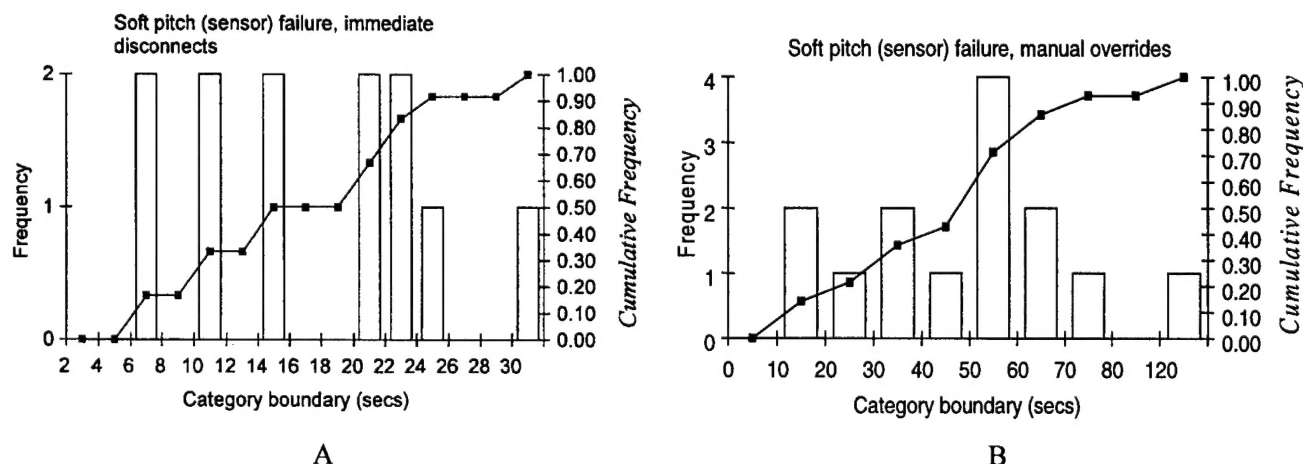 Soft pitch (sensor) failure, immediate
disconnects
2
1
0
Frequency
1.00
0.90
0.80
0.70
0.60
0.50
0.40
0.30
0.20
0.10
0.00
Cumulative Frequency
2 4 6 8 10 12 14 16 18 20 22 24 26 28 30
Category boundary (secs)
A
Soft pitch (sensor) failure, manual overrides
4
3
2
1
0
Frequency
1.00
0.90
0.80
0.70
0.60
0.50
0.40
0.30
0.20
0.10
0.00
Cumulative Frequency
0 10 20 30 40 50 60 70 80 120
Category boundary (secs)
B